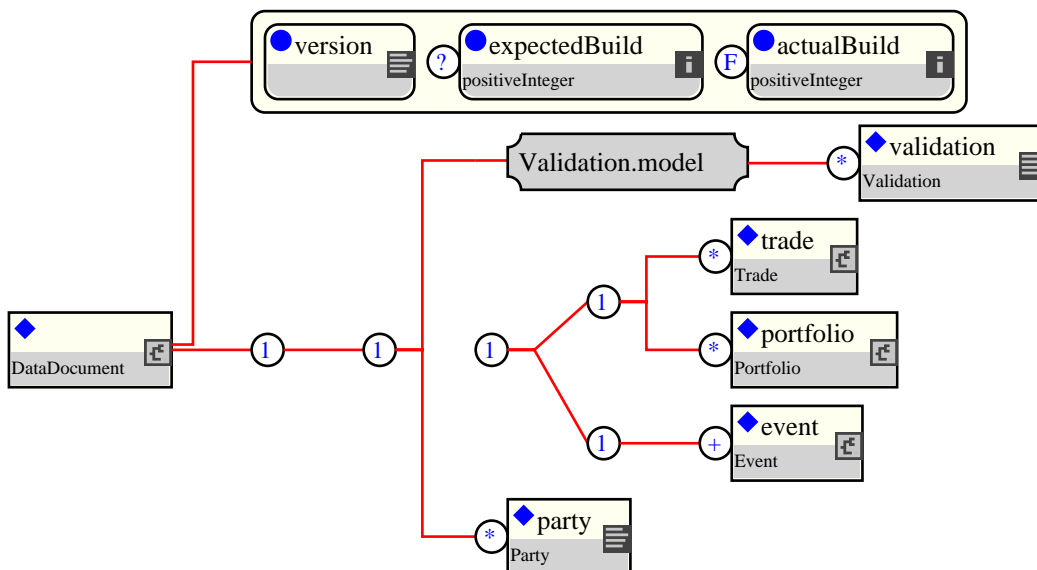 version
? expectedBuild
positiveInteger
F actualBuild
positiveInteger
Validation.model
* validation
Validation
* trade
Trade
1
DataDocument
1 1 1
* portfolio
Portfolio
1
+ event
Event
* party
Party